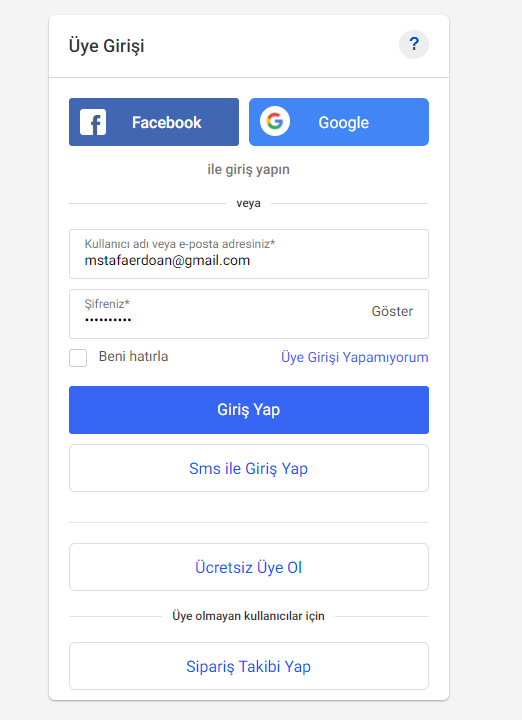 Üye Girişi
?
Facebook
Google
ile giriş yapın
veya
Kullanıcı adı veya e-posta adresiniz*
mstafaerdoan@gmail.com
Şifreniz*
••••••••••
Göster
Beni hatırla
Üye Girişi Yapamıyorum
Giriş Yap
Sms ile Giriş Yap
Ücretsiz Üye Ol
Üye olmayan kullanıcılar için
Sipariş Takibi Yap